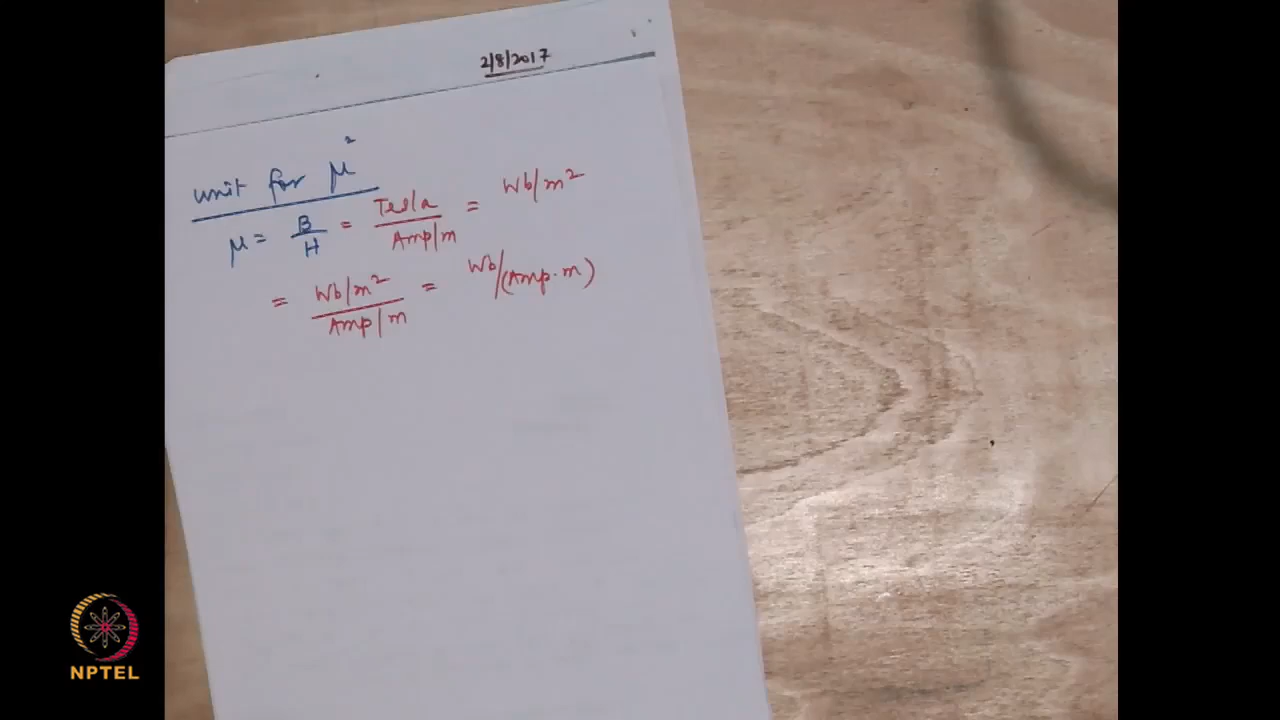 2/8/2017
Unit for μ ?
μ = B/H = Tesla/(Amp/m) = Wb/m²
= (Wb/m²)/(Amp/m) = Wb/(Amp·m)
NPTEL